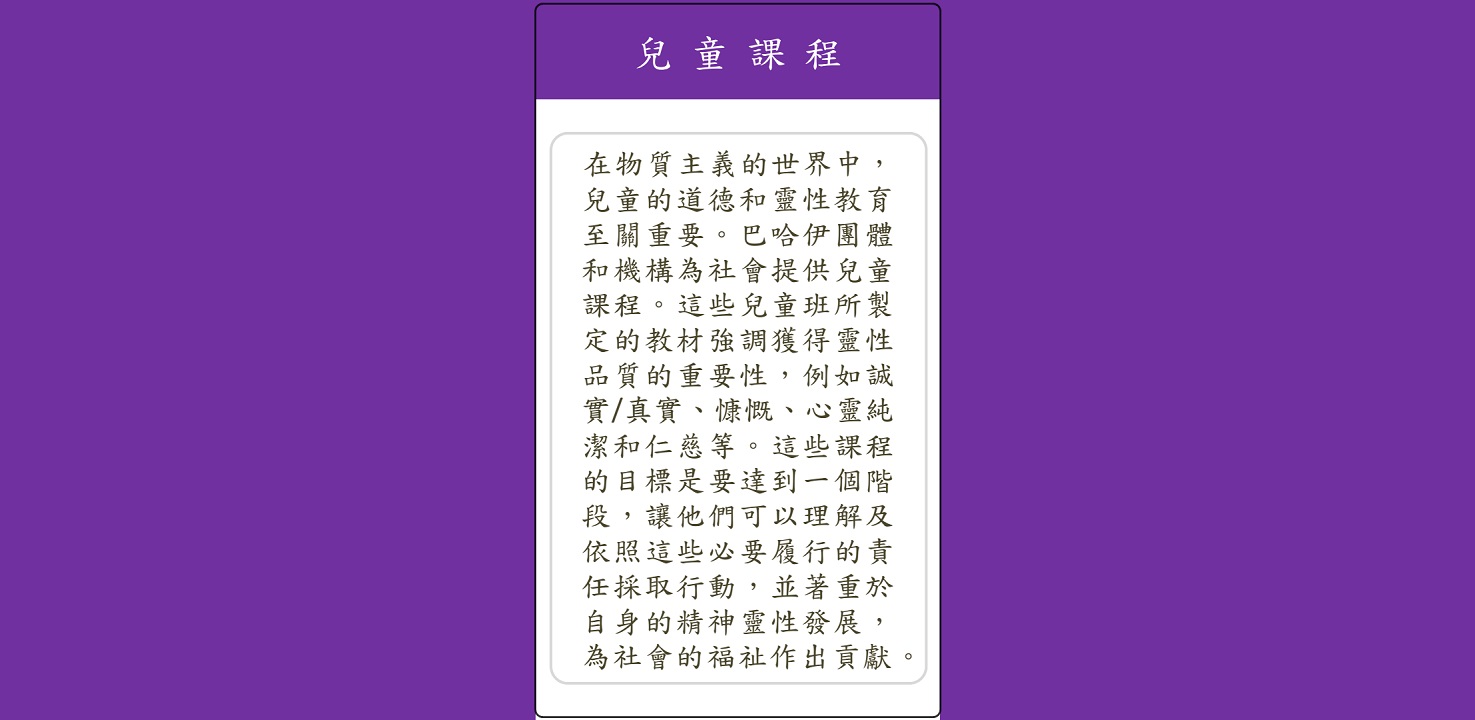 兒童課程
在物質主義的世界中，
兒童的道德和靈性教育
至關重要。巴哈伊團體
和機構為社會提供兒童
課程。這些兒童班所製
定的教材強調獲得靈性
品質的重要性，例如誠
實/真實、慷慨、心靈純
潔和仁慈等。這些課程
的目標是要達到一個階
段，讓他們可以理解及
依照這些必要履行的責
任採取行動，並著重於
自身的精神靈性發展，
為社會的福祉作出貢獻。